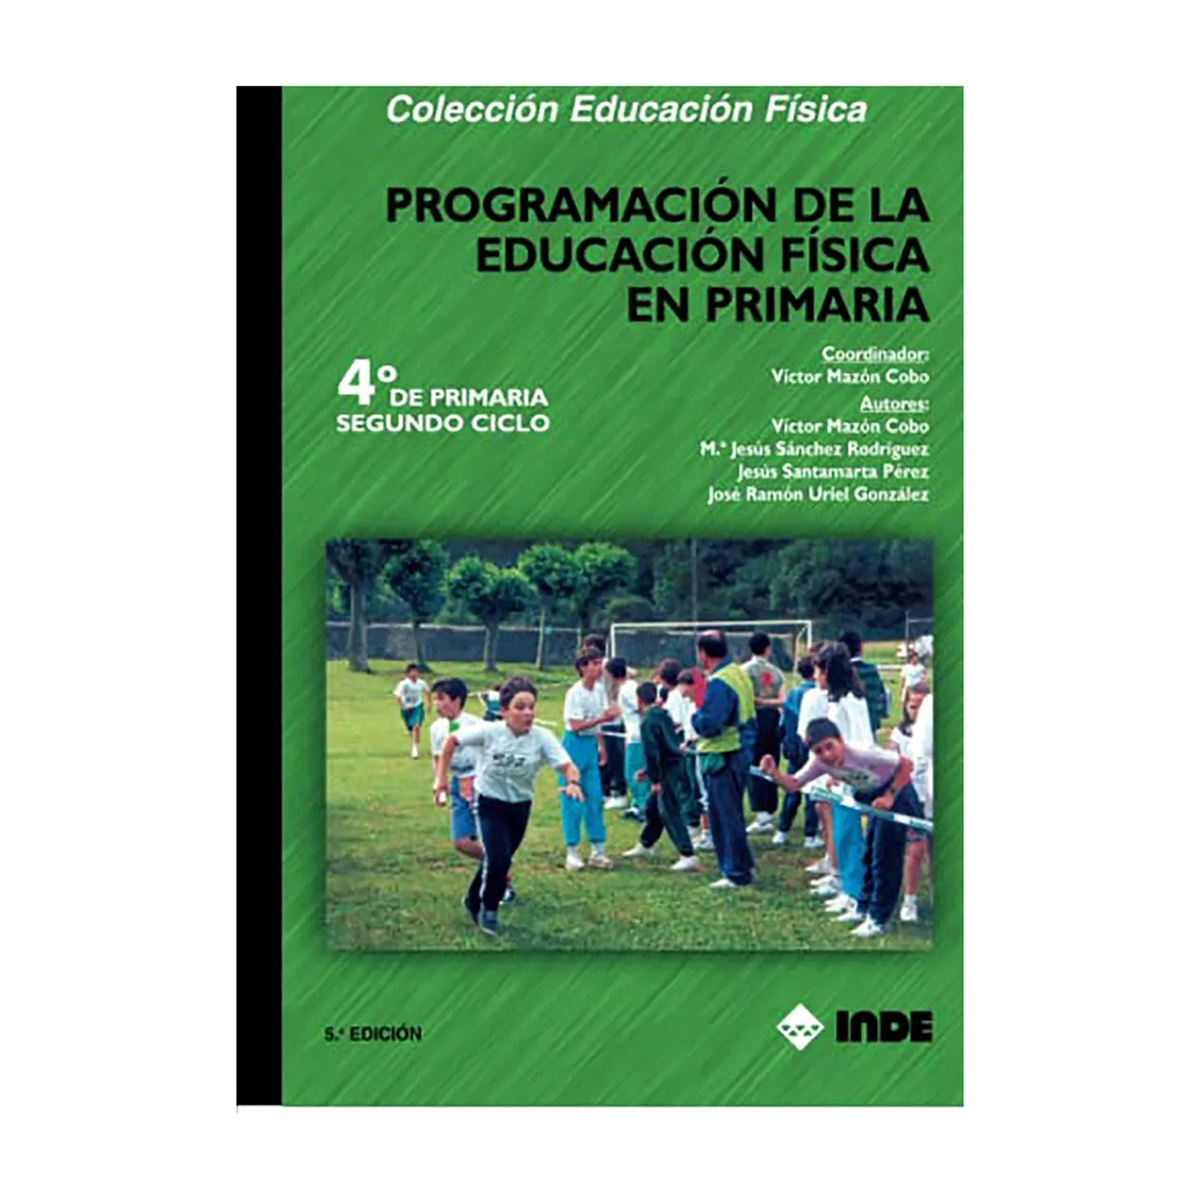 Colección Educación Física
PROGRAMACIÓN DE LA
EDUCACIÓN FÍSICA
EN PRIMARIA
Coordinador:
Víctor Mazón Cobo
Autores:
Víctor Mazón Cobo
M.ª Jesús Sánchez Rodríguez
Jesús Santamarta Pérez
José Ramón Uriel González
4º DE PRIMARIA
SEGUNDO CICLO
5.ª EDICIÓN
INDE